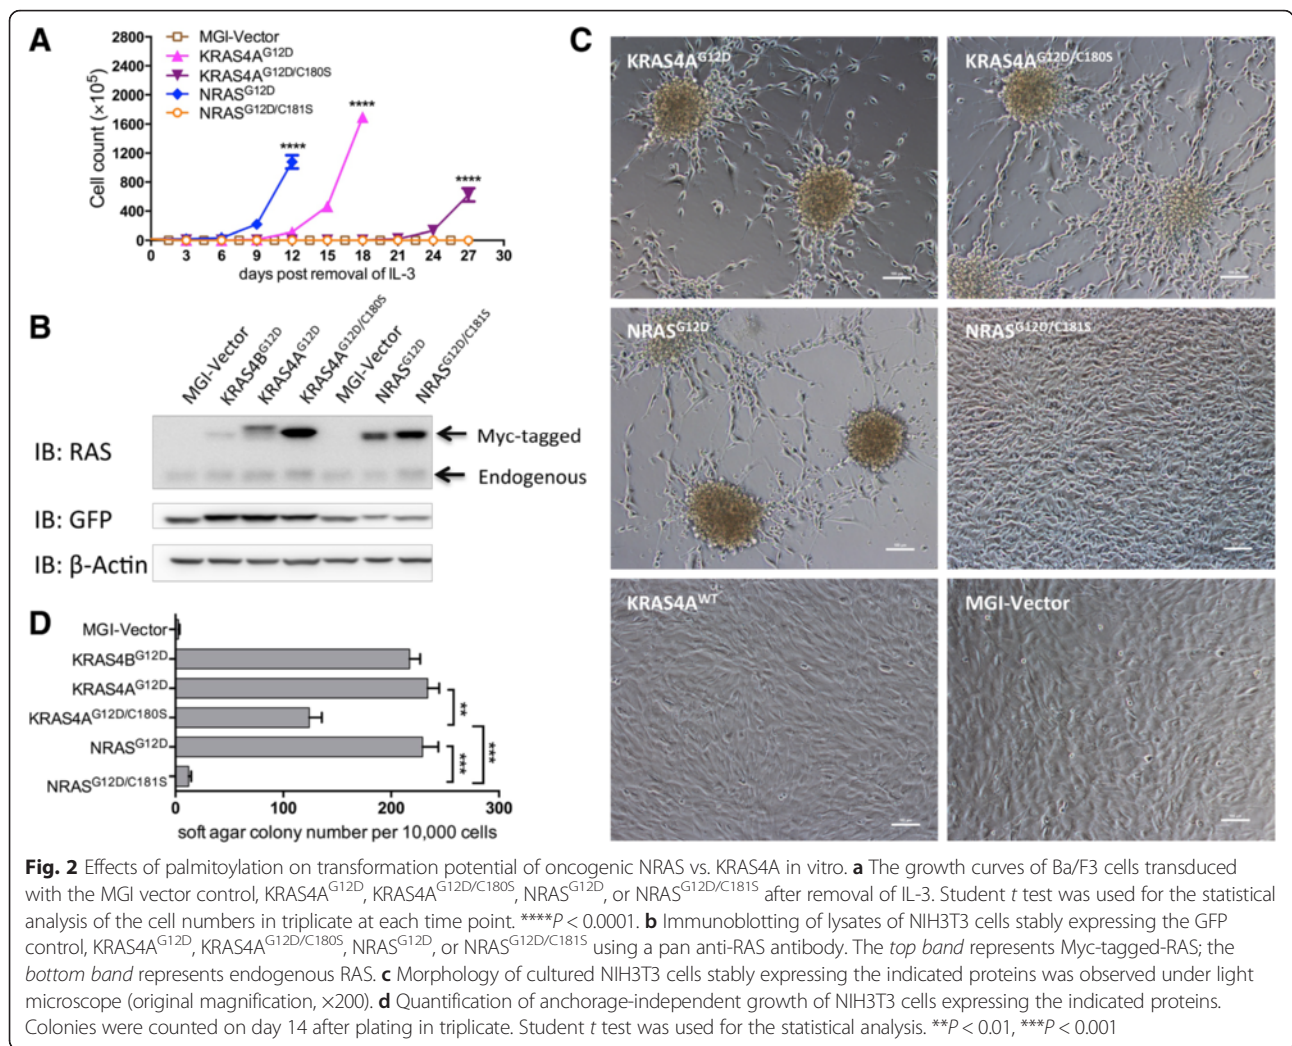 A
MGI-Vector
KRAS4A^G12D
KRAS4A^G12D/C180S
NRAS^G12D
NRAS^G12D/C181S
Cell count (×10^5)
2800
2400
2000
1600
1200
800
400
0
****
****
****
0 3 6 9 12 15 18 21 24 27 30
days post removal of IL-3
B
MGI-Vector
KRAS4B^G12D
KRAS4A^G12D
KRAS4A^G12D/C180S
MGI-Vector
NRAS^G12D
NRAS^G12D/C181S
IB: RAS
Myc-tagged
Endogenous
IB: GFP
IB: β-Actin
C
KRAS4A^G12D
KRAS4A^G12D/C180S
NRAS^G12D
NRAS^G12D/C181S
KRAS4A^WT
MGI-Vector
D
MGI-Vector
KRAS4B^G12D
KRAS4A^G12D
KRAS4A^G12D/C180S
NRAS^G12D
NRAS^G12D/C181S
**
***
***
0 100 200 300
soft agar colony number per 10,000 cells
Fig. 2 Effects of palmitoylation on transformation potential of oncogenic NRAS vs. KRAS4A in vitro. a The growth curves of Ba/F3 cells transduced
with the MGI vector control, KRAS4A^G12D, KRAS4A^G12D/C180S, NRAS^G12D, or NRAS^G12D/C181S after removal of IL-3. Student t test was used for the statistical
analysis of the cell numbers in triplicate at each time point. ****P < 0.0001. b Immunoblotting of lysates of NIH3T3 cells stably expressing the GFP
control, KRAS4A^G12D, KRAS4A^G12D/C180S, NRAS^G12D, or NRAS^G12D/C181S using a pan anti-RAS antibody. The top band represents Myc-tagged-RAS; the
bottom band represents endogenous RAS. c Morphology of cultured NIH3T3 cells stably expressing the indicated proteins was observed under light
microscope (original magnification, ×200). d Quantification of anchorage-independent growth of NIH3T3 cells expressing the indicated proteins.
Colonies were counted on day 14 after plating in triplicate. Student t test was used for the statistical analysis. **P < 0.01, ***P < 0.001